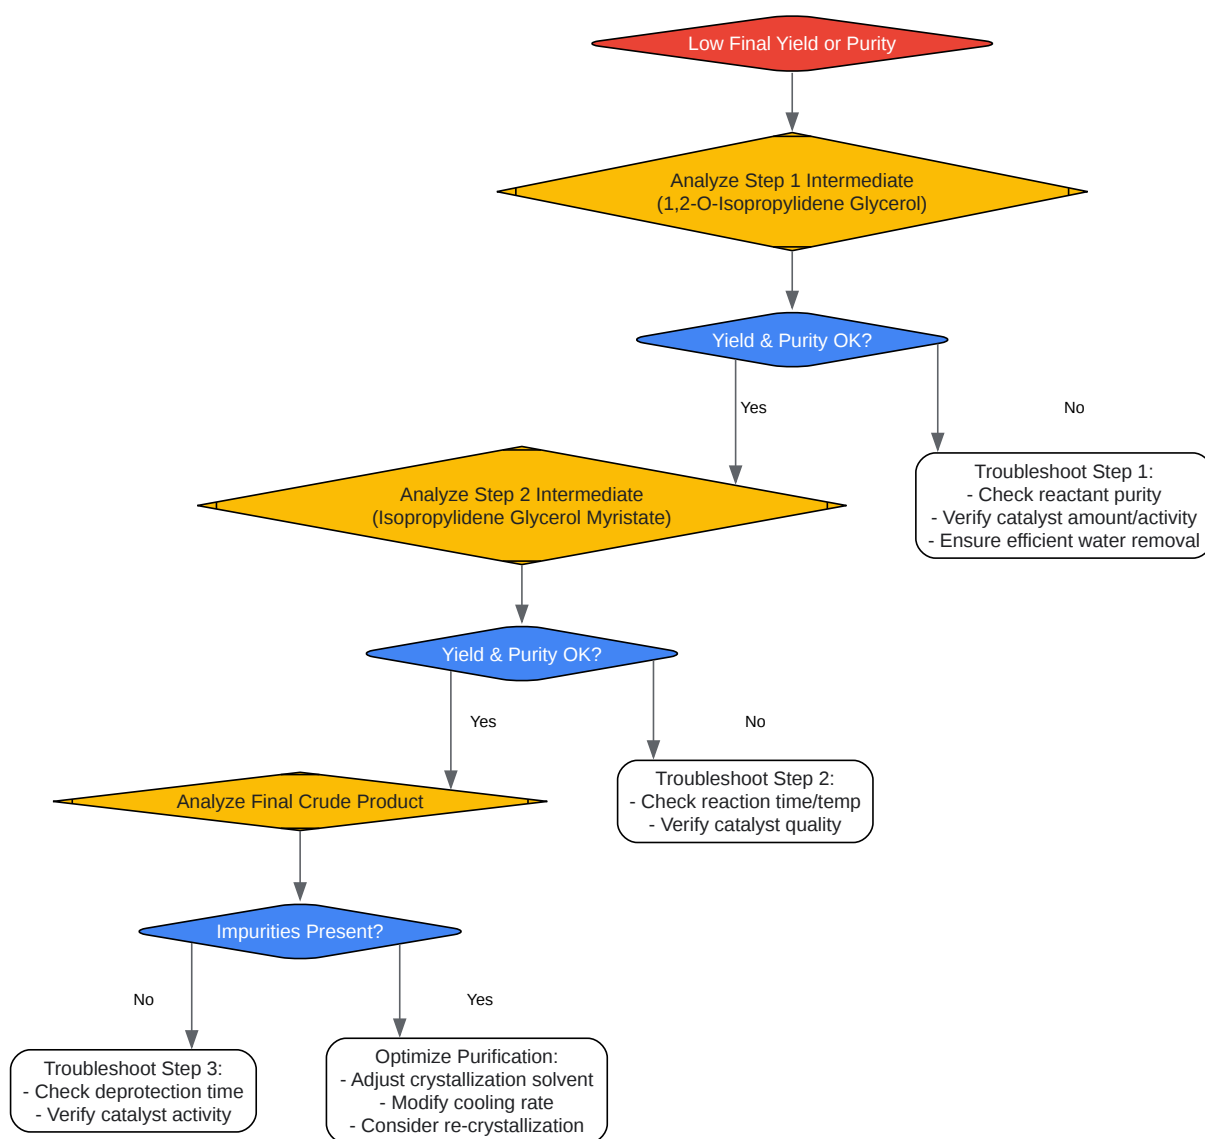 Low Final Yield or Purity
Analyze Step 1 Intermediate
(1,2-O-Isopropylidene Glycerol)
Yield & Purity OK?
Yes
No
Analyze Step 2 Intermediate
(Isopropylidene Glycerol Myristate)
Troubleshoot Step 1:
- Check reactant purity
- Verify catalyst amount/activity
- Ensure efficient water removal
Yield & Purity OK?
Yes
No
Analyze Final Crude Product
Troubleshoot Step 2:
- Check reaction time/temp
- Verify catalyst quality
Impurities Present?
No
Yes
Troubleshoot Step 3:
- Check deprotection time
- Verify catalyst activity
Optimize Purification:
- Adjust crystallization solvent
- Modify cooling rate
- Consider re-crystallization